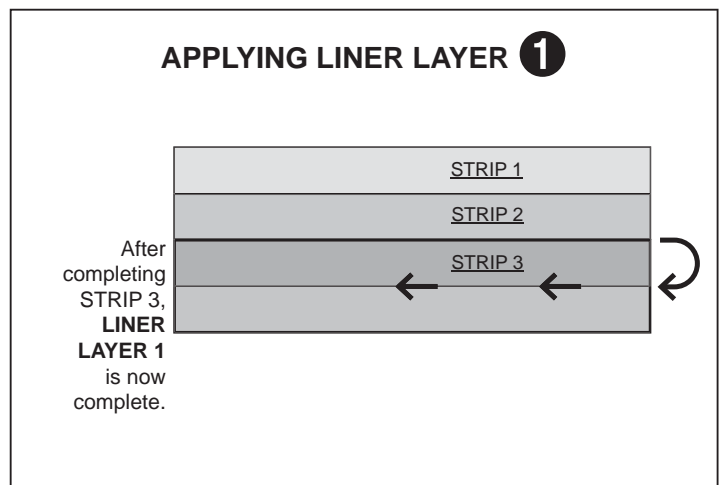 APPLYING LINER LAYER 1
STRIP 1
STRIP 2
STRIP 3
After
completing
STRIP 3,
LINER
LAYER 1
is now
complete.